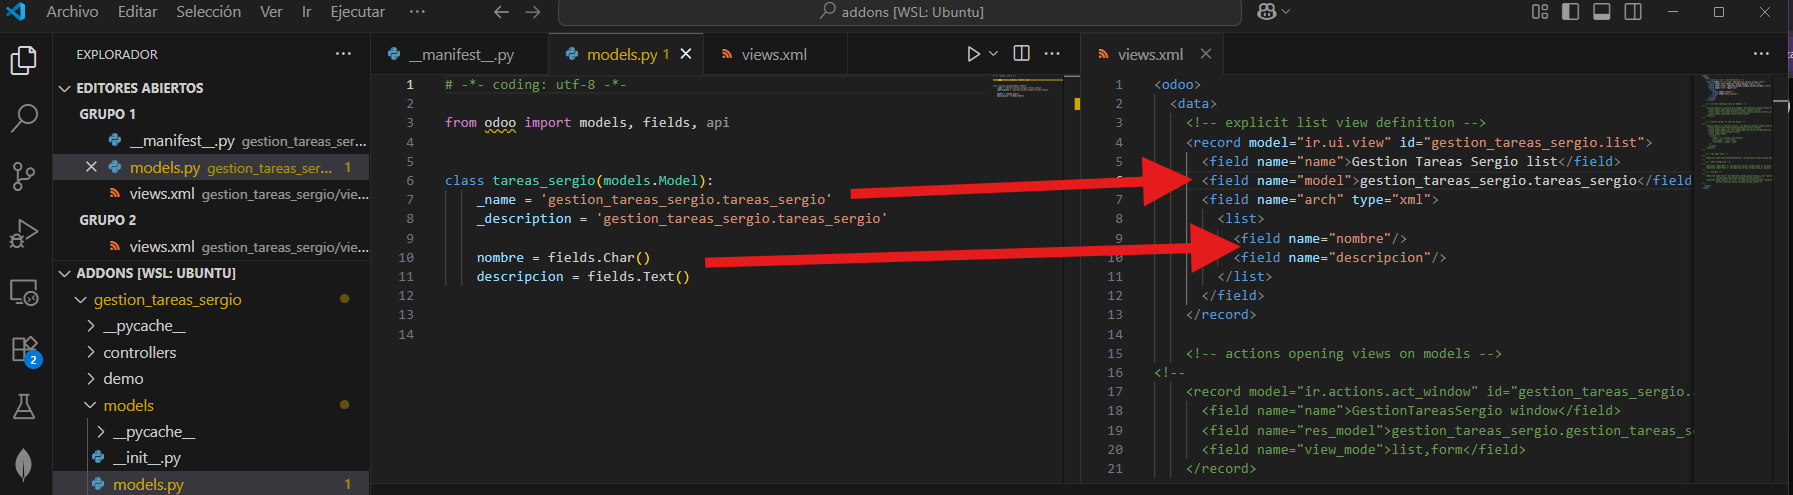 Archivo Editar Selección Ver Ir Ejecutar ··· addons [WSL: Ubuntu]
EXPLORADOR ···
EDITORES ABIERTOS
GRUPO 1
__manifest__.py gestion_tareas_ser...
models.py gestion_tareas_ser... 1
views.xml gestion_tareas_sergio/vie...
GRUPO 2
views.xml gestion_tareas_sergio/vie...
ADDONS [WSL: UBUNTU]
gestion_tareas_sergio
__pycache__
controllers
demo
models
__pycache__
__init__.py
models.py 1
2
__manifest__.py models.py 1 views.xml
1 # -*- coding: utf-8 -*-
2
3 from odoo import models, fields, api
4
5
6 class tareas_sergio(models.Model):
7 _name = 'gestion_tareas_sergio.tareas_sergio'
8 _description = 'gestion_tareas_sergio.tareas_sergio'
9
10 nombre = fields.Char()
11 descripcion = fields.Text()
12
13
14
views.xml
1 <odoo>
2 <data>
3 <!-- explicit list view definition -->
4 <record model="ir.ui.view" id="gestion_tareas_sergio.list">
5 <field name="name">Gestion Tareas Sergio list</field>
<field name="model">gestion_tareas_sergio.tareas_sergio</field
7 <field name="arch" type="xml">
8 <list>
9 <field name="nombre"/>
10 <field name="descripcion"/>
11 </list>
12 </field>
13 </record>
14
15 <!-- actions opening views on models -->
16 <!--
17 <record model="ir.actions.act_window" id="gestion_tareas_sergio.
18 <field name="name">GestionTareasSergio window</field>
19 <field name="res_model">gestion_tareas_sergio.gestion_tareas_s
20 <field name="view_mode">list,form</field>
21 </record>